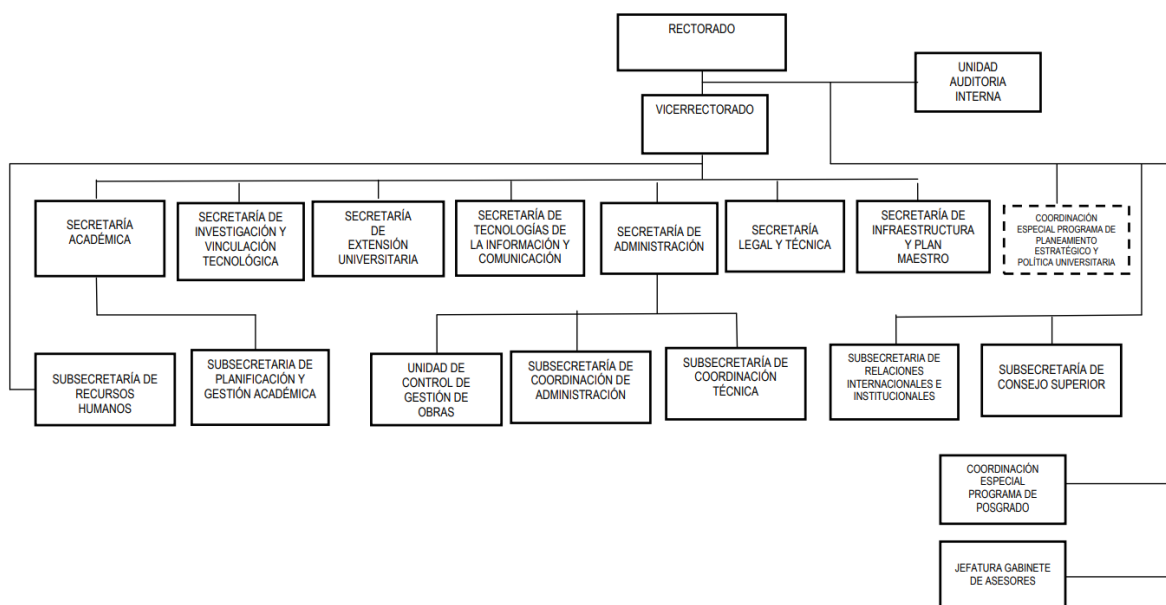 RECTORADO
UNIDAD
AUDITORIA
INTERNA
VICERRECTORADO
SECRETARÍA
ACADÉMICA
SECRETARÍA DE
INVESTIGACIÓN Y
VINCULACIÓN
TECNOLÓGICA
SECRETARÍA
DE
EXTENSIÓN
UNIVERSITARIA
SECRETARÍA DE
TECNOLOGÍAS DE
LA INFORMACIÓN Y
COMUNICACIÓN
SECRETARÍA DE
ADMINISTRACIÓN
SECRETARÍA
LEGAL Y TÉCNICA
SECRETARÍA DE
INFRAESTRUCTURA
Y PLAN
MAESTRO
COORDINACIÓN
ESPECIAL PROGRAMA DE
PLANEAMIENTO
ESTRATÉGICO Y
POLÍTICA UNIVERSITARIA
SUBSECRETARÍA DE
RECURSOS
HUMANOS
SUBSECRETARIA DE
PLANIFICACIÓN Y
GESTIÓN ACADÉMICA
UNIDAD DE
CONTROL DE
GESTIÓN DE
OBRAS
SUBSECRETARÍA DE
COORDINACIÓN DE
ADMINISTRACIÓN
SUBSECRETARÍA DE
COORDINACIÓN
TÉCNICA
SUBSECRETARIA DE
RELACIONES
INTERNACIONALES E
INSTITUCIONALES
SUBSECRETARÍA DE
CONSEJO SUPERIOR
COORDINACIÓN
ESPECIAL
PROGRAMA DE
POSGRADO
JEFATURA GABINETE
DE ASESORES